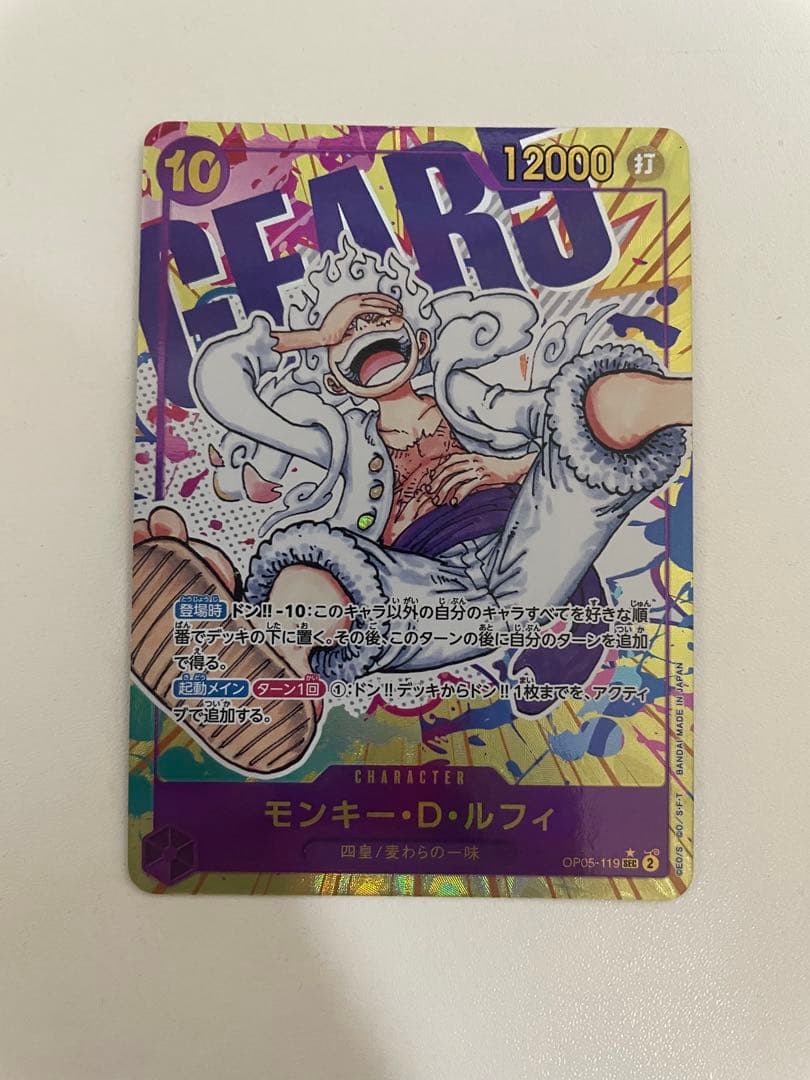 10
12000 打
GEAR5
登場時 ドン!!-10:このキャラ以外の自分のキャラすべてを好きな順
番でデッキの下に置く。その後、このターンの後に自分のターンを追加
で得る。
起動メイン ターン1回 ①:ドン!!デッキからドン!!1枚までを、アクティ
ブで追加する。
CHARACTER
モンキー・D・ルフィ
四皇/麦わらの一味
OP05-119 ★ SEC 2
©E.O/S. ©O/S・F・T BANDAI MADE IN JAPAN